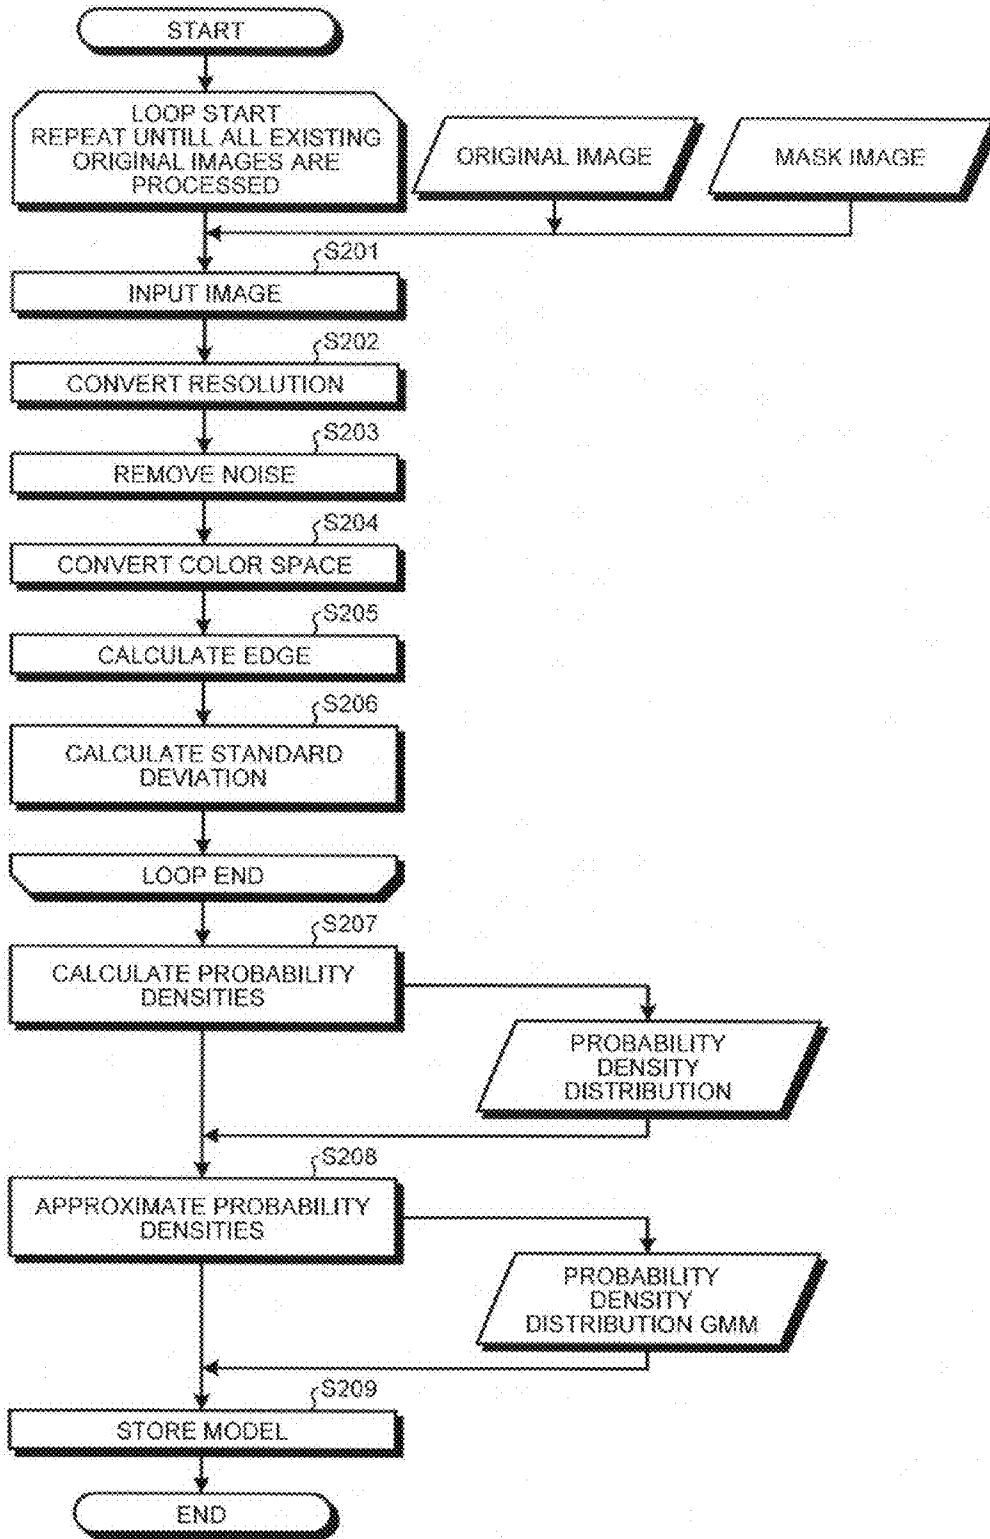 START
LOOP START
REPEAT UNTILL ALL EXISTING
ORIGINAL IMAGES ARE
PROCESSED
ORIGINAL IMAGE
MASK IMAGE
S201
INPUT IMAGE
S202
CONVERT RESOLUTION
S203
REMOVE NOISE
S204
CONVERT COLOR SPACE
S205
CALCULATE EDGE
S206
CALCULATE STANDARD
DEVIATION
LOOP END
S207
CALCULATE PROBABILITY
DENSITIES
PROBABILITY
DENSITY
DISTRIBUTION
S208
APPROXIMATE PROBABILITY
DENSITIES
PROBABILITY
DENSITY
DISTRIBUTION GMM
S209
STORE MODEL
END